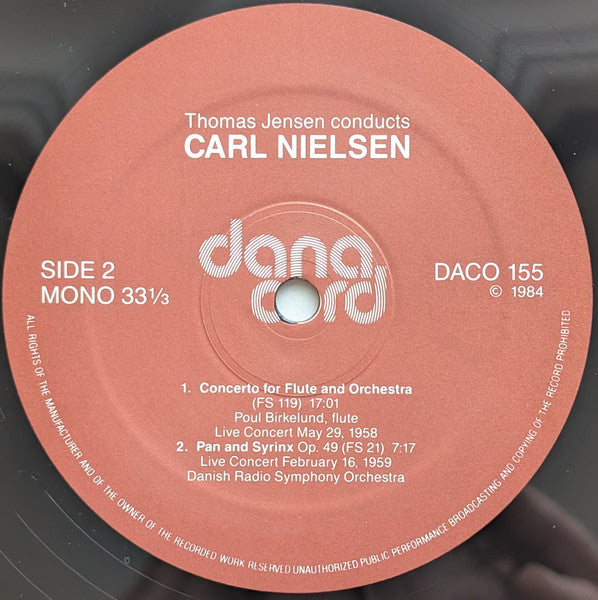 Thomas Jensen conducts
CARL NIELSEN
dana
cord
SIDE 2
MONO 33⅓
DACO 155
© 1984
1. Concerto for Flute and Orchestra
(FS 119) 17:01
Poul Birkelund, flute
Live Concert May 29, 1958
2. Pan and Syrinx Op. 49 (FS 21) 7:17
Live Concert February 16, 1959
Danish Radio Symphony Orchestra
ALL RIGHTS OF THE MANUFACTURER AND OF THE OWNER OF THE RECORDED WORK RESERVED UNAUTHORIZED PUBLIC PERFORMANCE BROADCASTING AND COPYING OF THE RECORD PROHIBITED